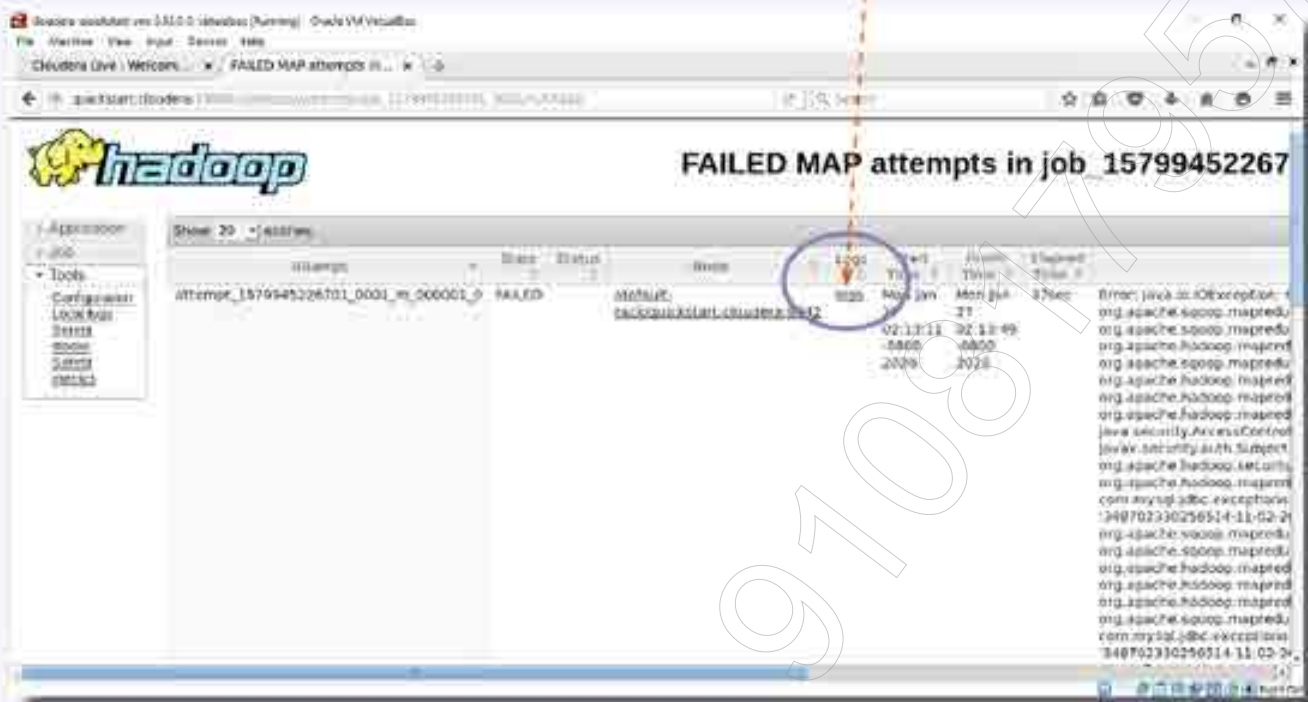 File Machine View Input Devices Help
Cloudera Live : Welcom... FAILED MAP attempts in...
quickstart.cloudera
Search
hadoop
FAILED MAP attempts in job_15799452267
Application
Job
Tools
Configuration
Local logs
Server stacks
Server metrics
Show 20 entries
Attempt State Status Node Logs Start Time Finish Time Elapsed Time
attempt_1579945226701_0001_m_000001_0 FAILED /default-rack/quickstart.cloudera:8042 logs Mon Jan 27 02:13:11 -0800 2020 Mon Jan 27 02:13:49 -0800 2020 37sec
Error: java.io.IOException:
org.apache.sqoop.mapredu
org.apache.sqoop.mapredu
org.apache.hadoop.mapred
org.apache.sqoop.mapredu
org.apache.hadoop.mapred
org.apache.hadoop.mapred
org.apache.hadoop.mapred
java.security.AccessControl
javax.security.auth.Subject
org.apache.hadoop.security
org.apache.hadoop.mapred
com.mysql.jdbc.exceptions
org.apache.sqoop.mapredu
org.apache.sqoop.mapredu
org.apache.hadoop.mapred
org.apache.hadoop.mapred
org.apache.hadoop.mapred
org.apache.sqoop.mapredu
com.mysql.jdbc.exceptions
91081795